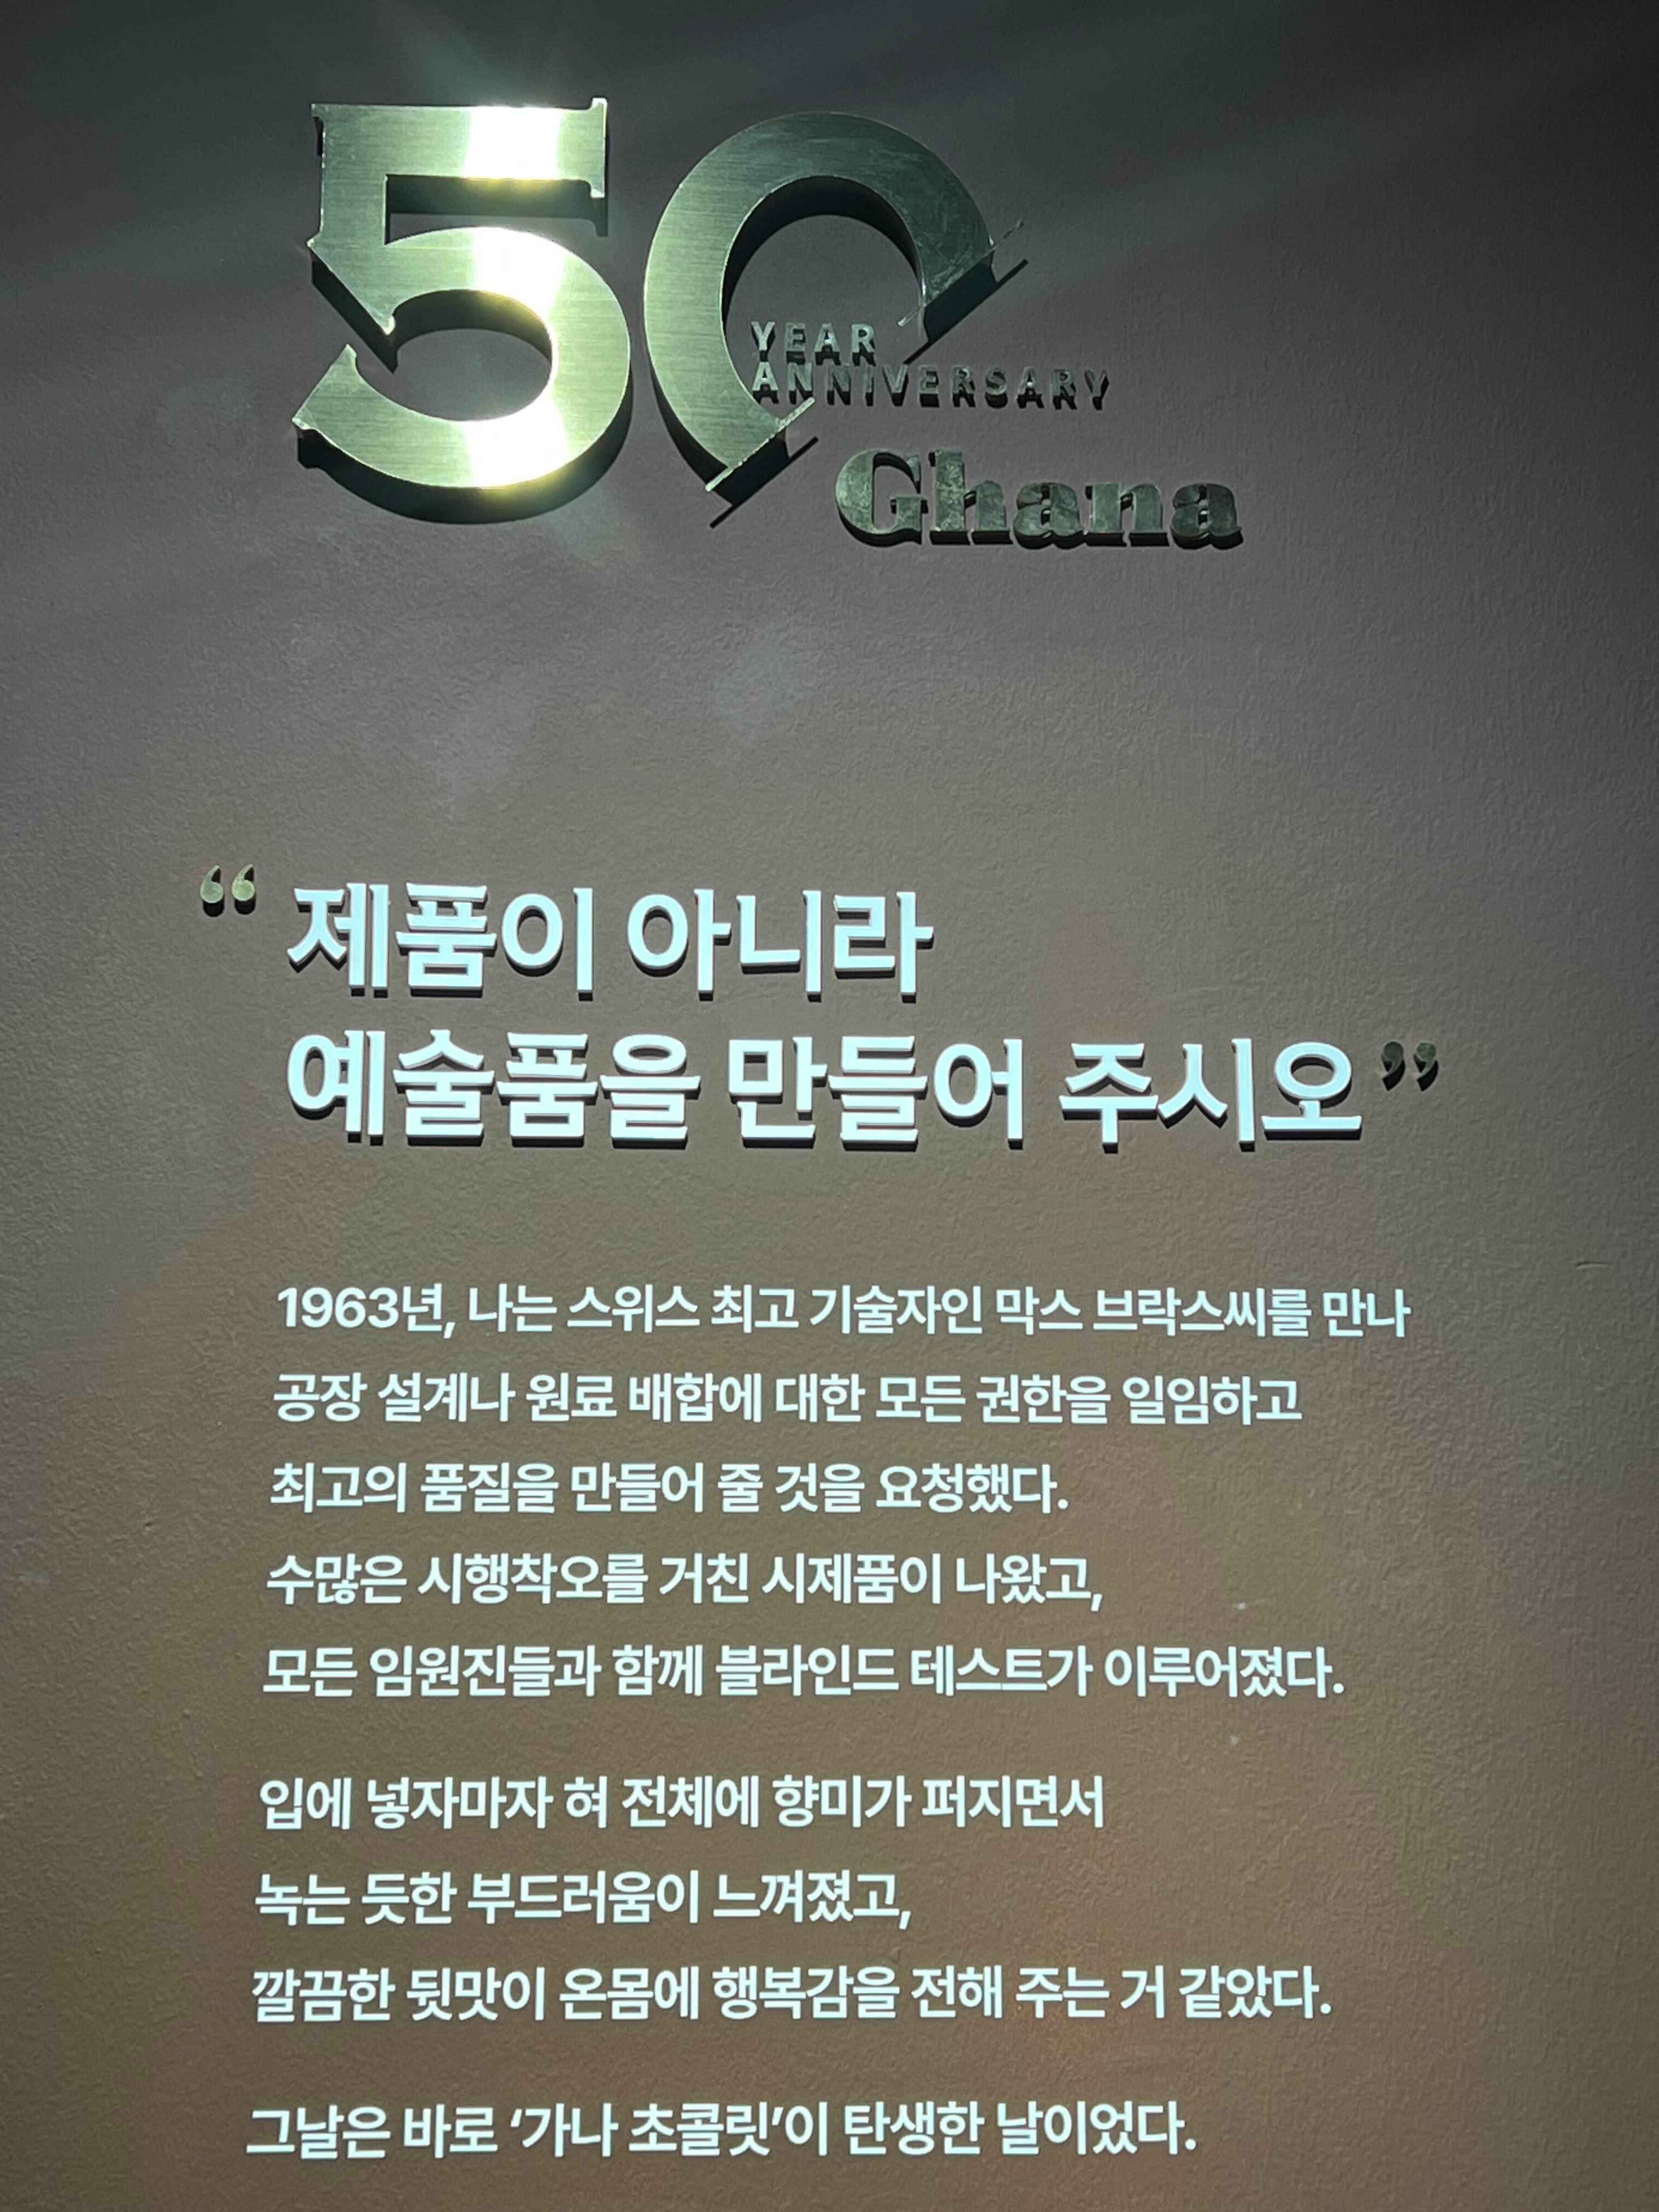 50
YEAR
ANNIVERSARY
Ghana
“ 제품이 아니라
예술품을 만들어 주시오 ”
1963년, 나는 스위스 최고 기술자인 막스 브락스씨를 만나
공장 설계나 원료 배합에 대한 모든 권한을 일임하고
최고의 품질을 만들어 줄 것을 요청했다.
수많은 시행착오를 거친 시제품이 나왔고,
모든 임원진들과 함께 블라인드 테스트가 이루어졌다.
입에 넣자마자 혀 전체에 향미가 퍼지면서
녹는 듯한 부드러움이 느껴졌고,
깔끔한 뒷맛이 온몸에 행복감을 전해 주는 거 같았다.
그날은 바로 ‘가나 초콜릿’이 탄생한 날이었다.